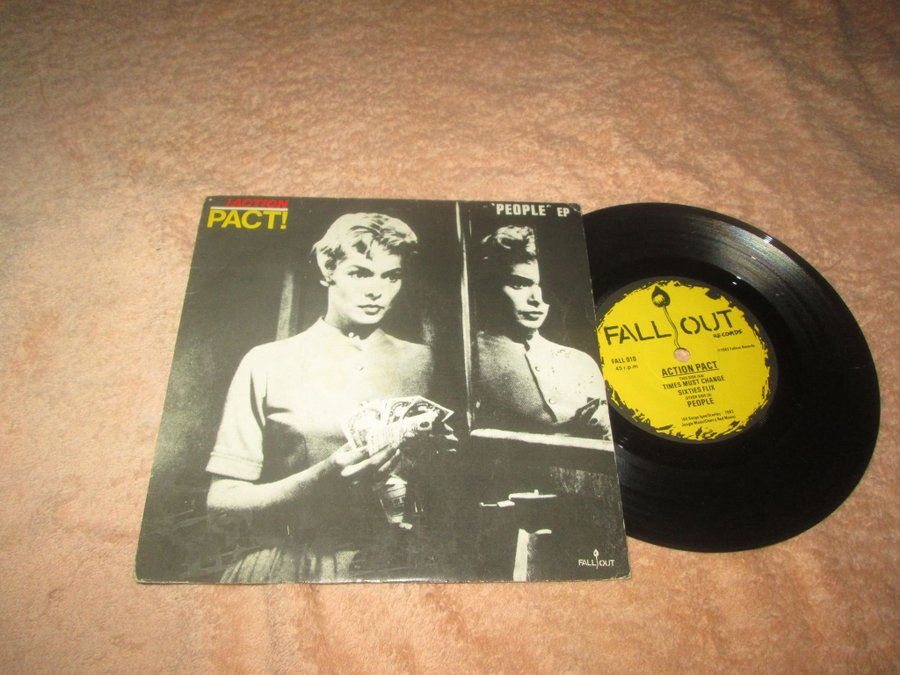 !ACTION
PACT!
"PEOPLE" EP
FALL OUT
FALL OUT
RECORDS
FALL 010
45 r.p.m
ACTION PACT
TIMES MUST CHANGE
SIXTIES FLIX
PEOPLE